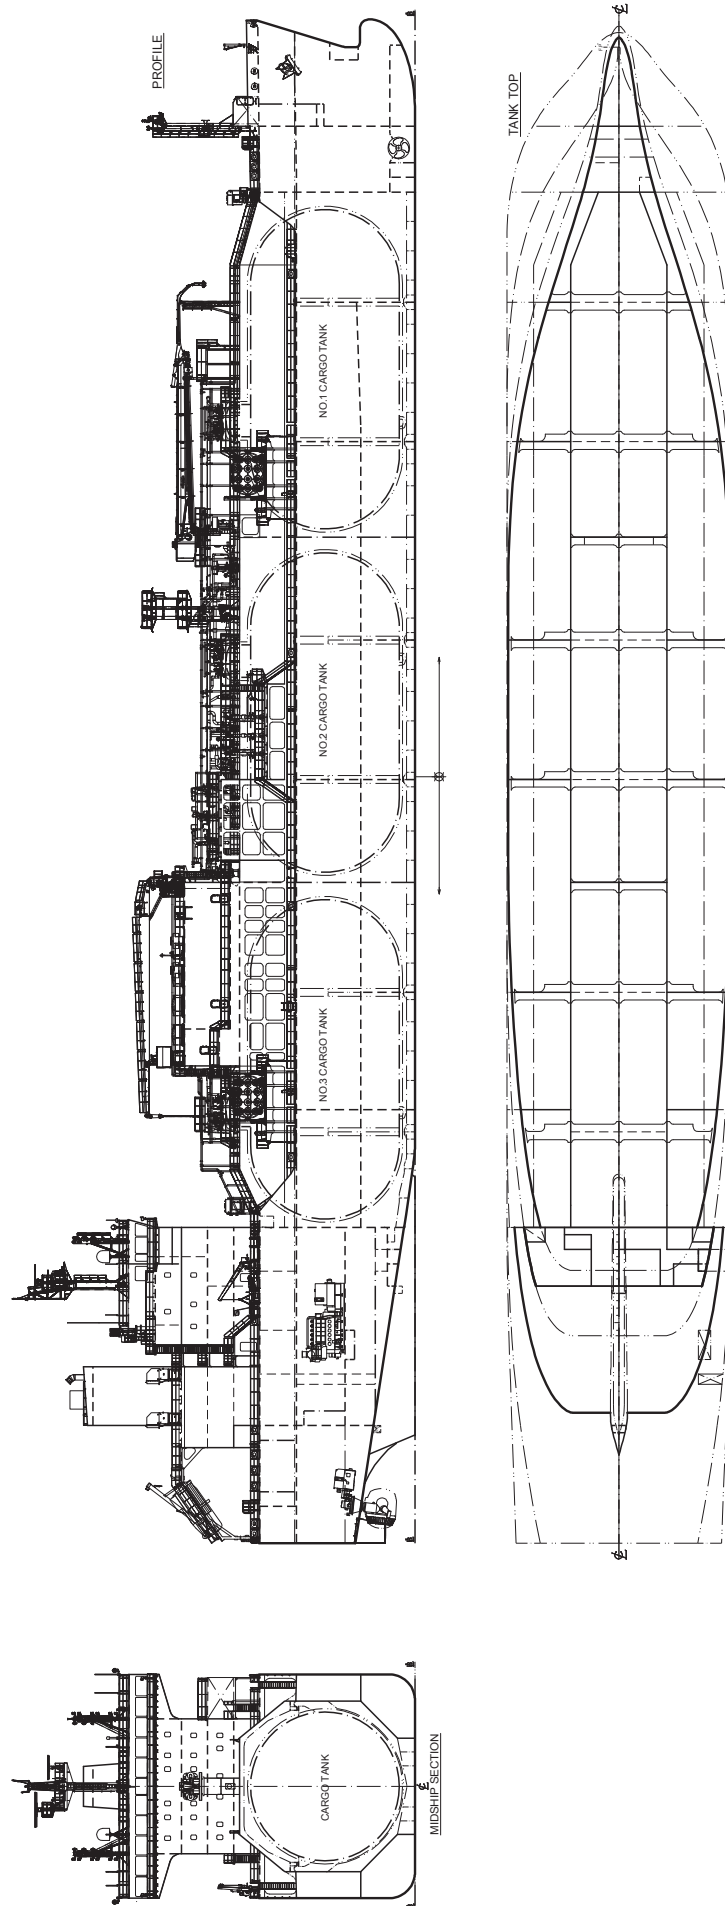 PROFILE
NO.3 CARGO TANK
NO.2 CARGO TANK
NO.1 CARGO TANK
TANK TOP
CARGO TANK
MIDSHIP SECTION